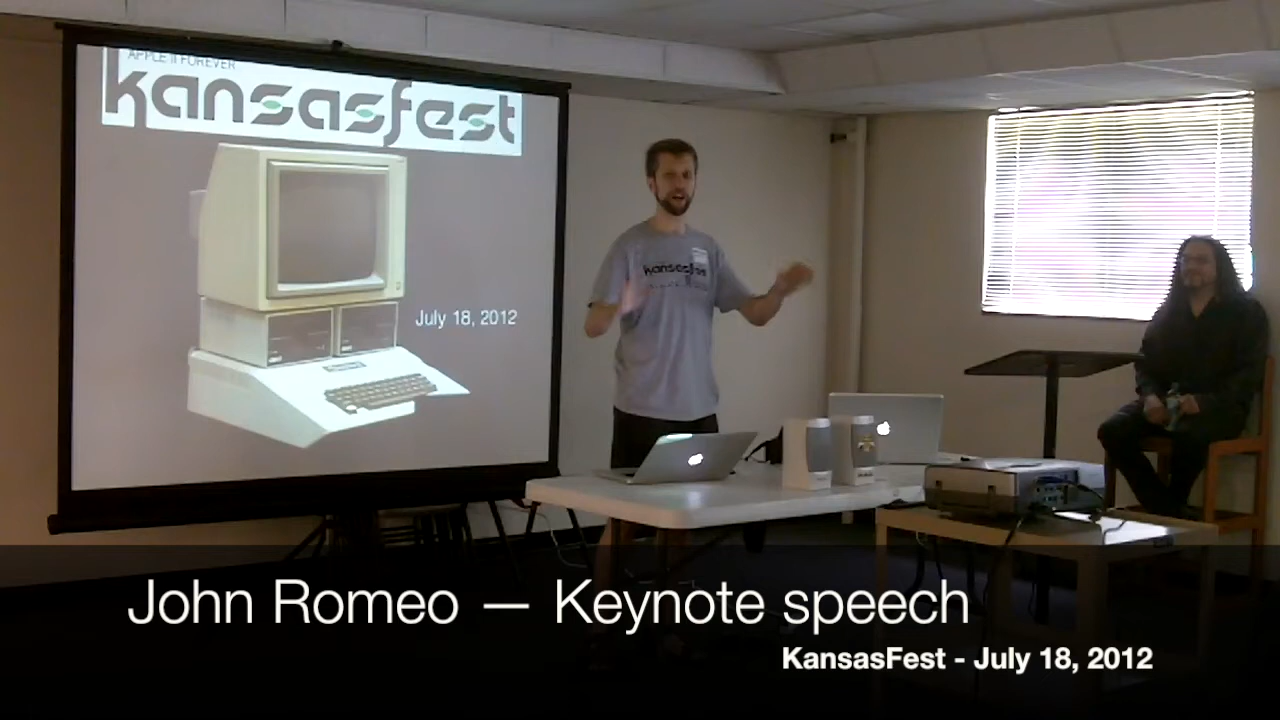 APPLE II FOREVER
kansasfest
July 18, 2012
kansasfest
John Romeo — Keynote speech
KansasFest - July 18, 2012